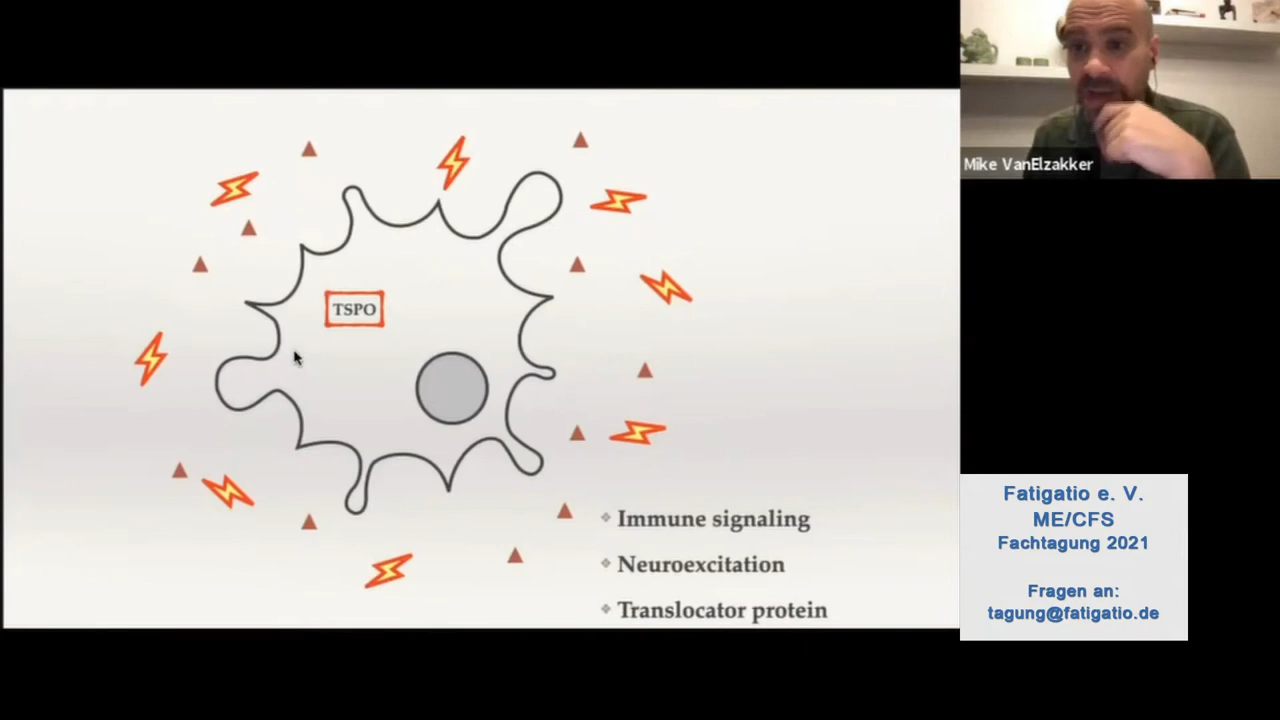 Mike VanElzakker
TSPO
Immune signaling
Neuroexcitation
Translocator protein
Fatigatio e. V.
ME/CFS
Fachtagung 2021
Fragen an:
tagung@fatigatio.de